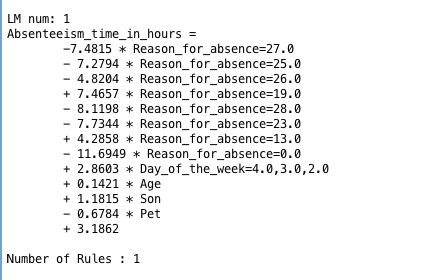 LM num: 1
Absenteeism_time_in_hours =
-7.4815 * Reason_for_absence=27.0
- 7.2794 * Reason_for_absence=25.0
- 4.8204 * Reason_for_absence=26.0
+ 7.4657 * Reason_for_absence=19.0
- 8.1198 * Reason_for_absence=28.0
- 7.7344 * Reason_for_absence=23.0
+ 4.2858 * Reason_for_absence=13.0
- 11.6949 * Reason_for_absence=0.0
+ 2.8603 * Day_of_the_week=4.0,3.0,2.0
+ 0.1421 * Age
+ 1.1815 * Son
- 0.6784 * Pet
+ 3.1862
Number of Rules : 1